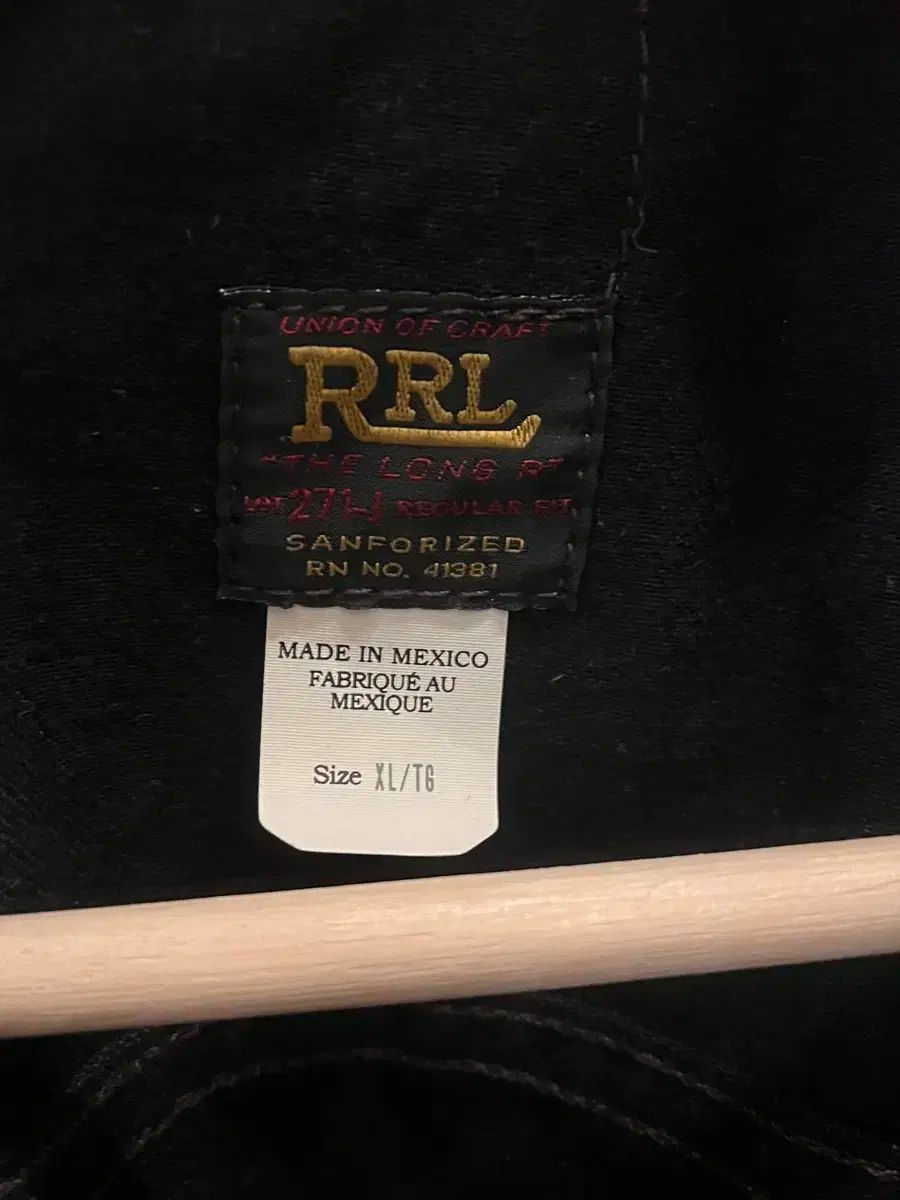 UNION OF CRAFT
RRL
"THE LONG R"
LOT 271-J REGULAR FIT
SANFORIZED
RN NO. 41381
MADE IN MEXICO
FABRIQUÉ AU
MEXIQUE
Size XL/TG